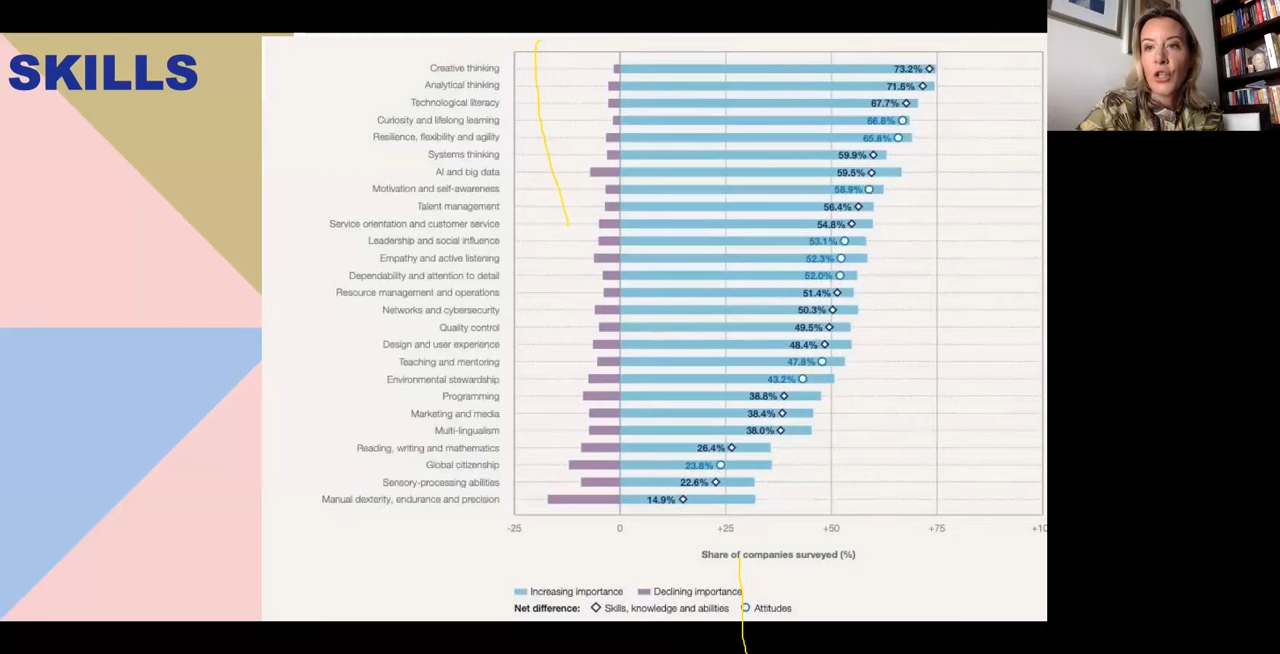 SKILLS
Creative thinking 73.2%
Analytical thinking 71.6%
Technological literacy 67.7%
Curiosity and lifelong learning 66.8%
Resilience, flexibility and agility 65.8%
Systems thinking 59.9%
AI and big data 59.5%
Motivation and self-awareness 58.9%
Talent management 56.4%
Service orientation and customer service 54.8%
Leadership and social influence 53.1%
Empathy and active listening 52.3%
Dependability and attention to detail 52.0%
Resource management and operations 51.4%
Networks and cybersecurity 50.3%
Quality control 49.5%
Design and user experience 48.4%
Teaching and mentoring 47.8%
Environmental stewardship 43.2%
Programming 38.8%
Marketing and media 38.4%
Multi-lingualism 38.0%
Reading, writing and mathematics 26.4%
Global citizenship 23.8%
Sensory-processing abilities 22.6%
Manual dexterity, endurance and precision 14.9%
-25 0 +25 +50 +75 +10
Share of companies surveyed (%)
Increasing importance Declining importance
Net difference: Skills, knowledge and abilities Attitudes